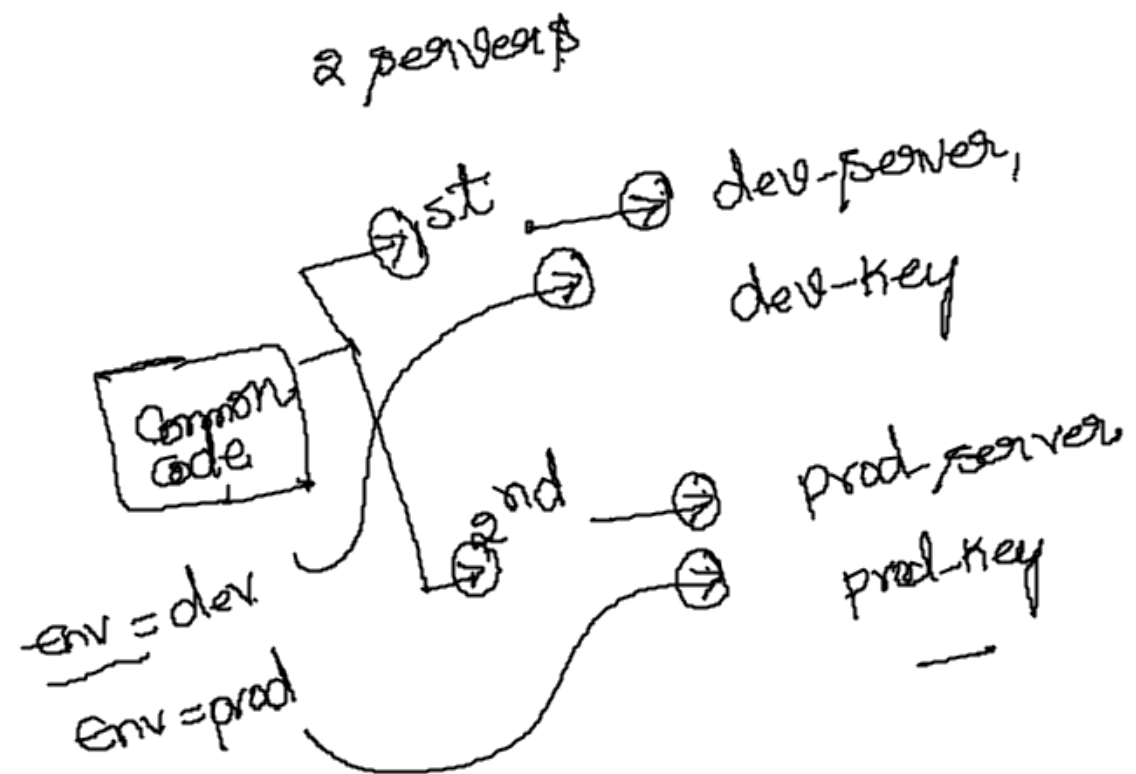 2 servers
1st
dev-server,
dev-key
Common
code
2nd
prod-server
prod-key
env = dev
Env = prod